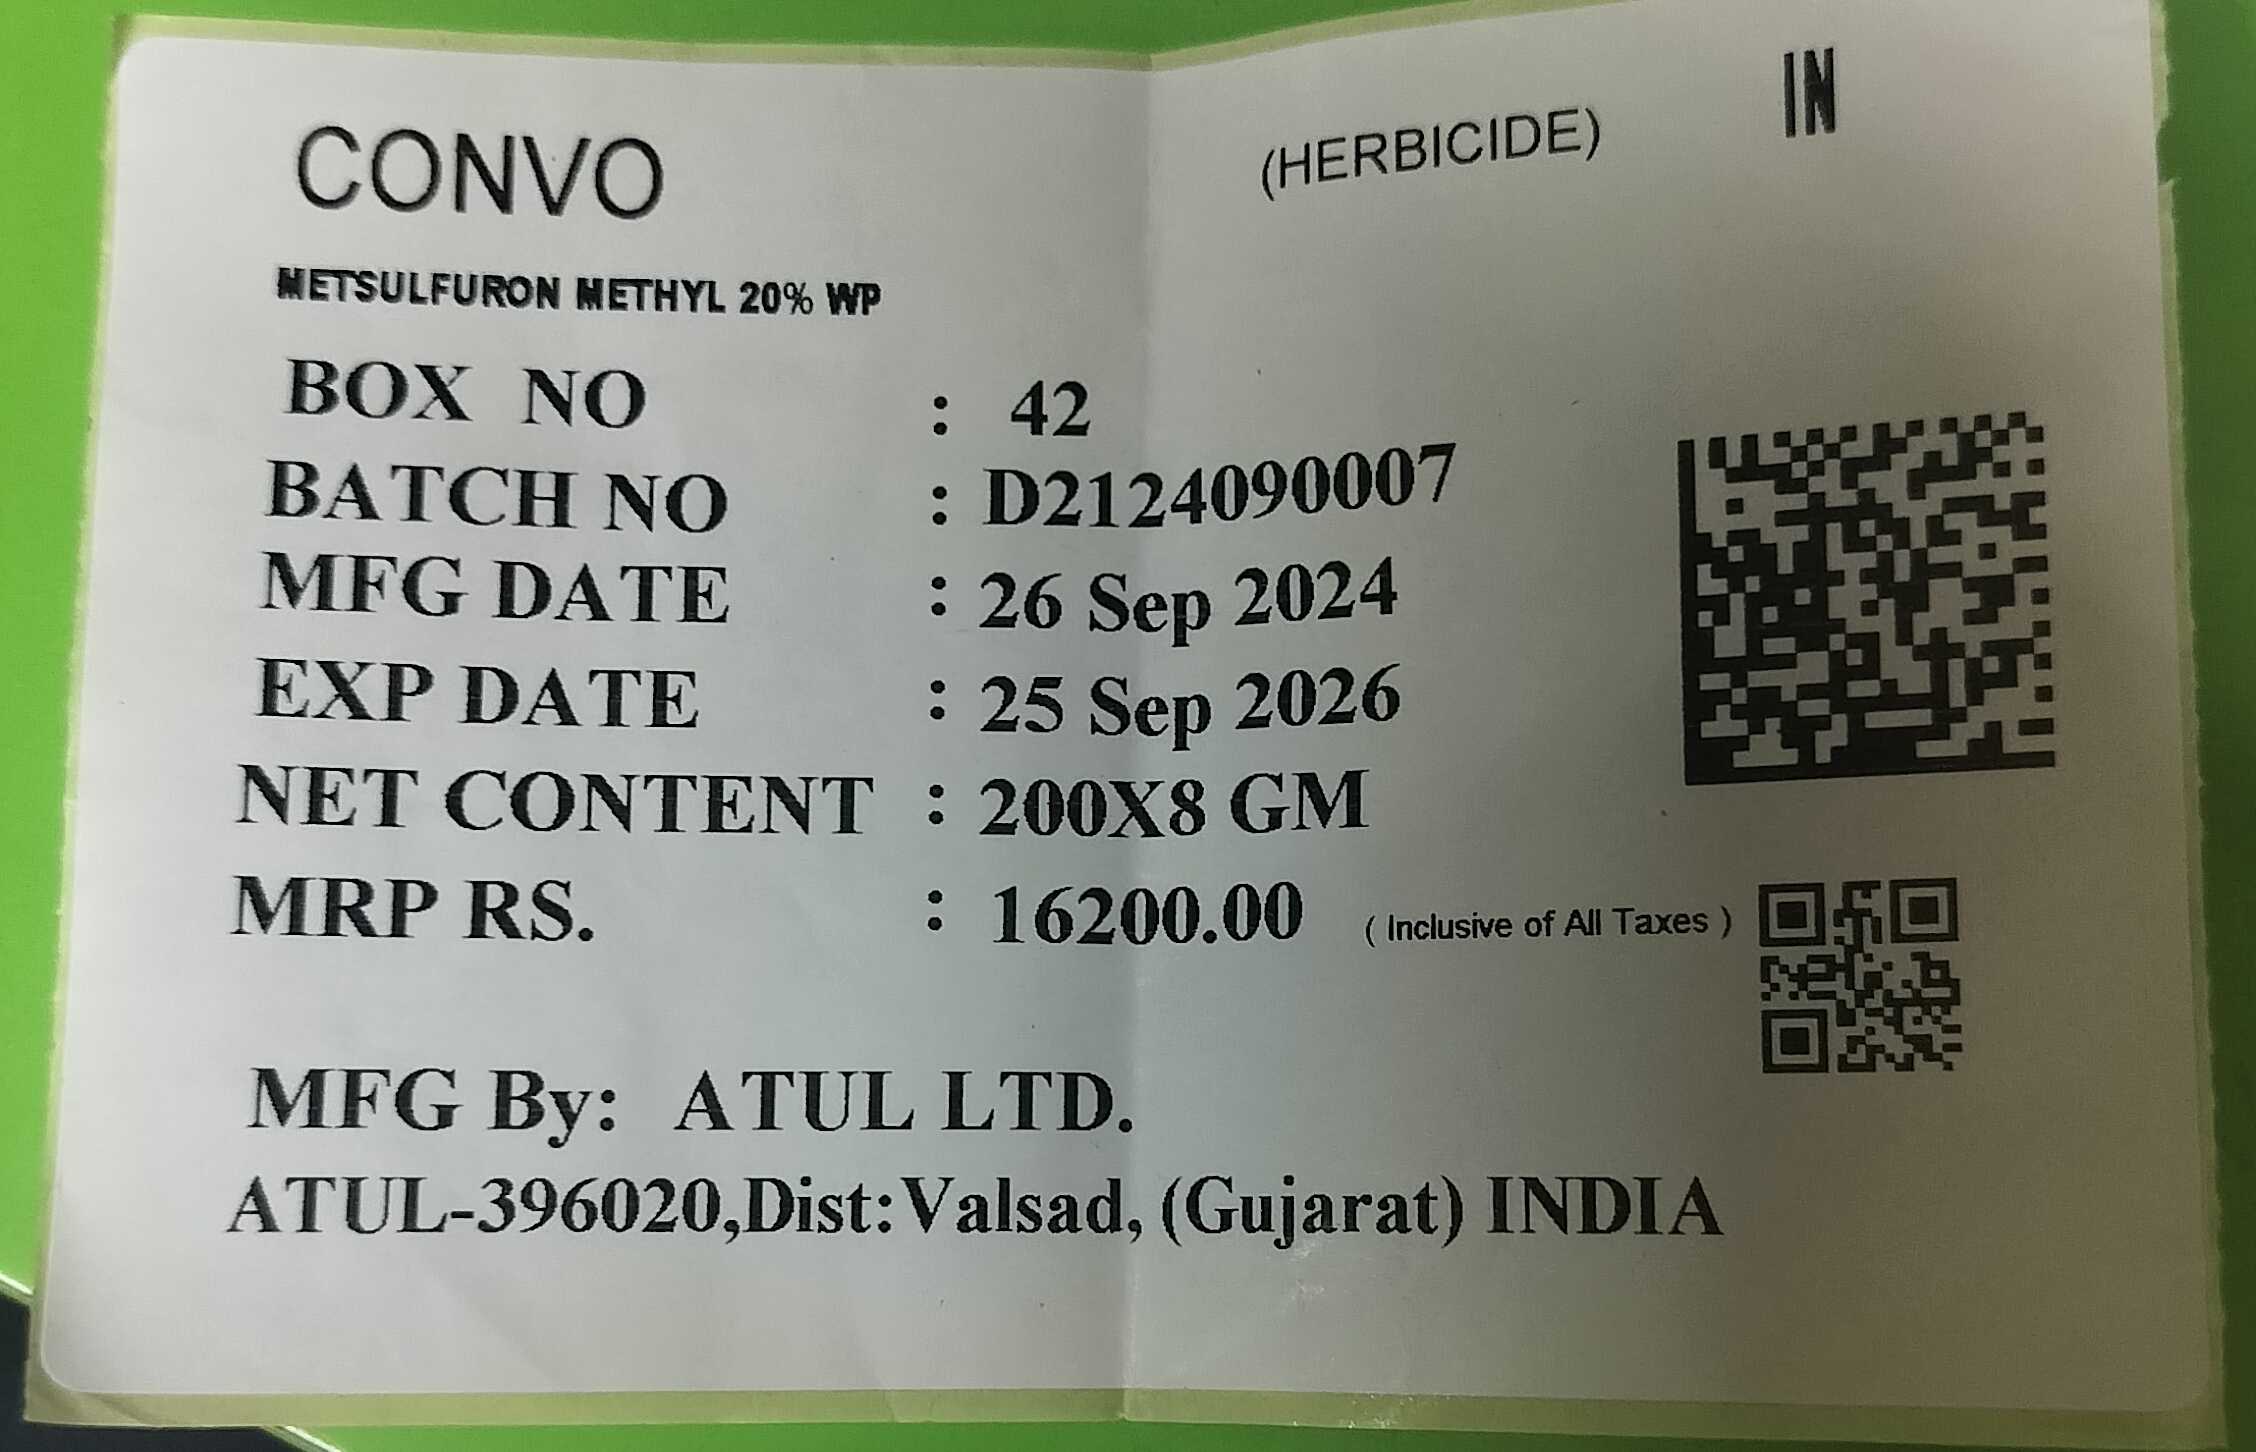 CONVO (HERBICIDE) IN
METSULFURON METHYL 20% WP
BOX NO : 42
BATCH NO : D2124090007
MFG DATE : 26 Sep 2024
EXP DATE : 25 Sep 2026
NET CONTENT : 200X8 GM
MRP RS. : 16200.00 ( Inclusive of All Taxes )
MFG By: ATUL LTD.
ATUL-396020,Dist:Valsad, (Gujarat) INDIA